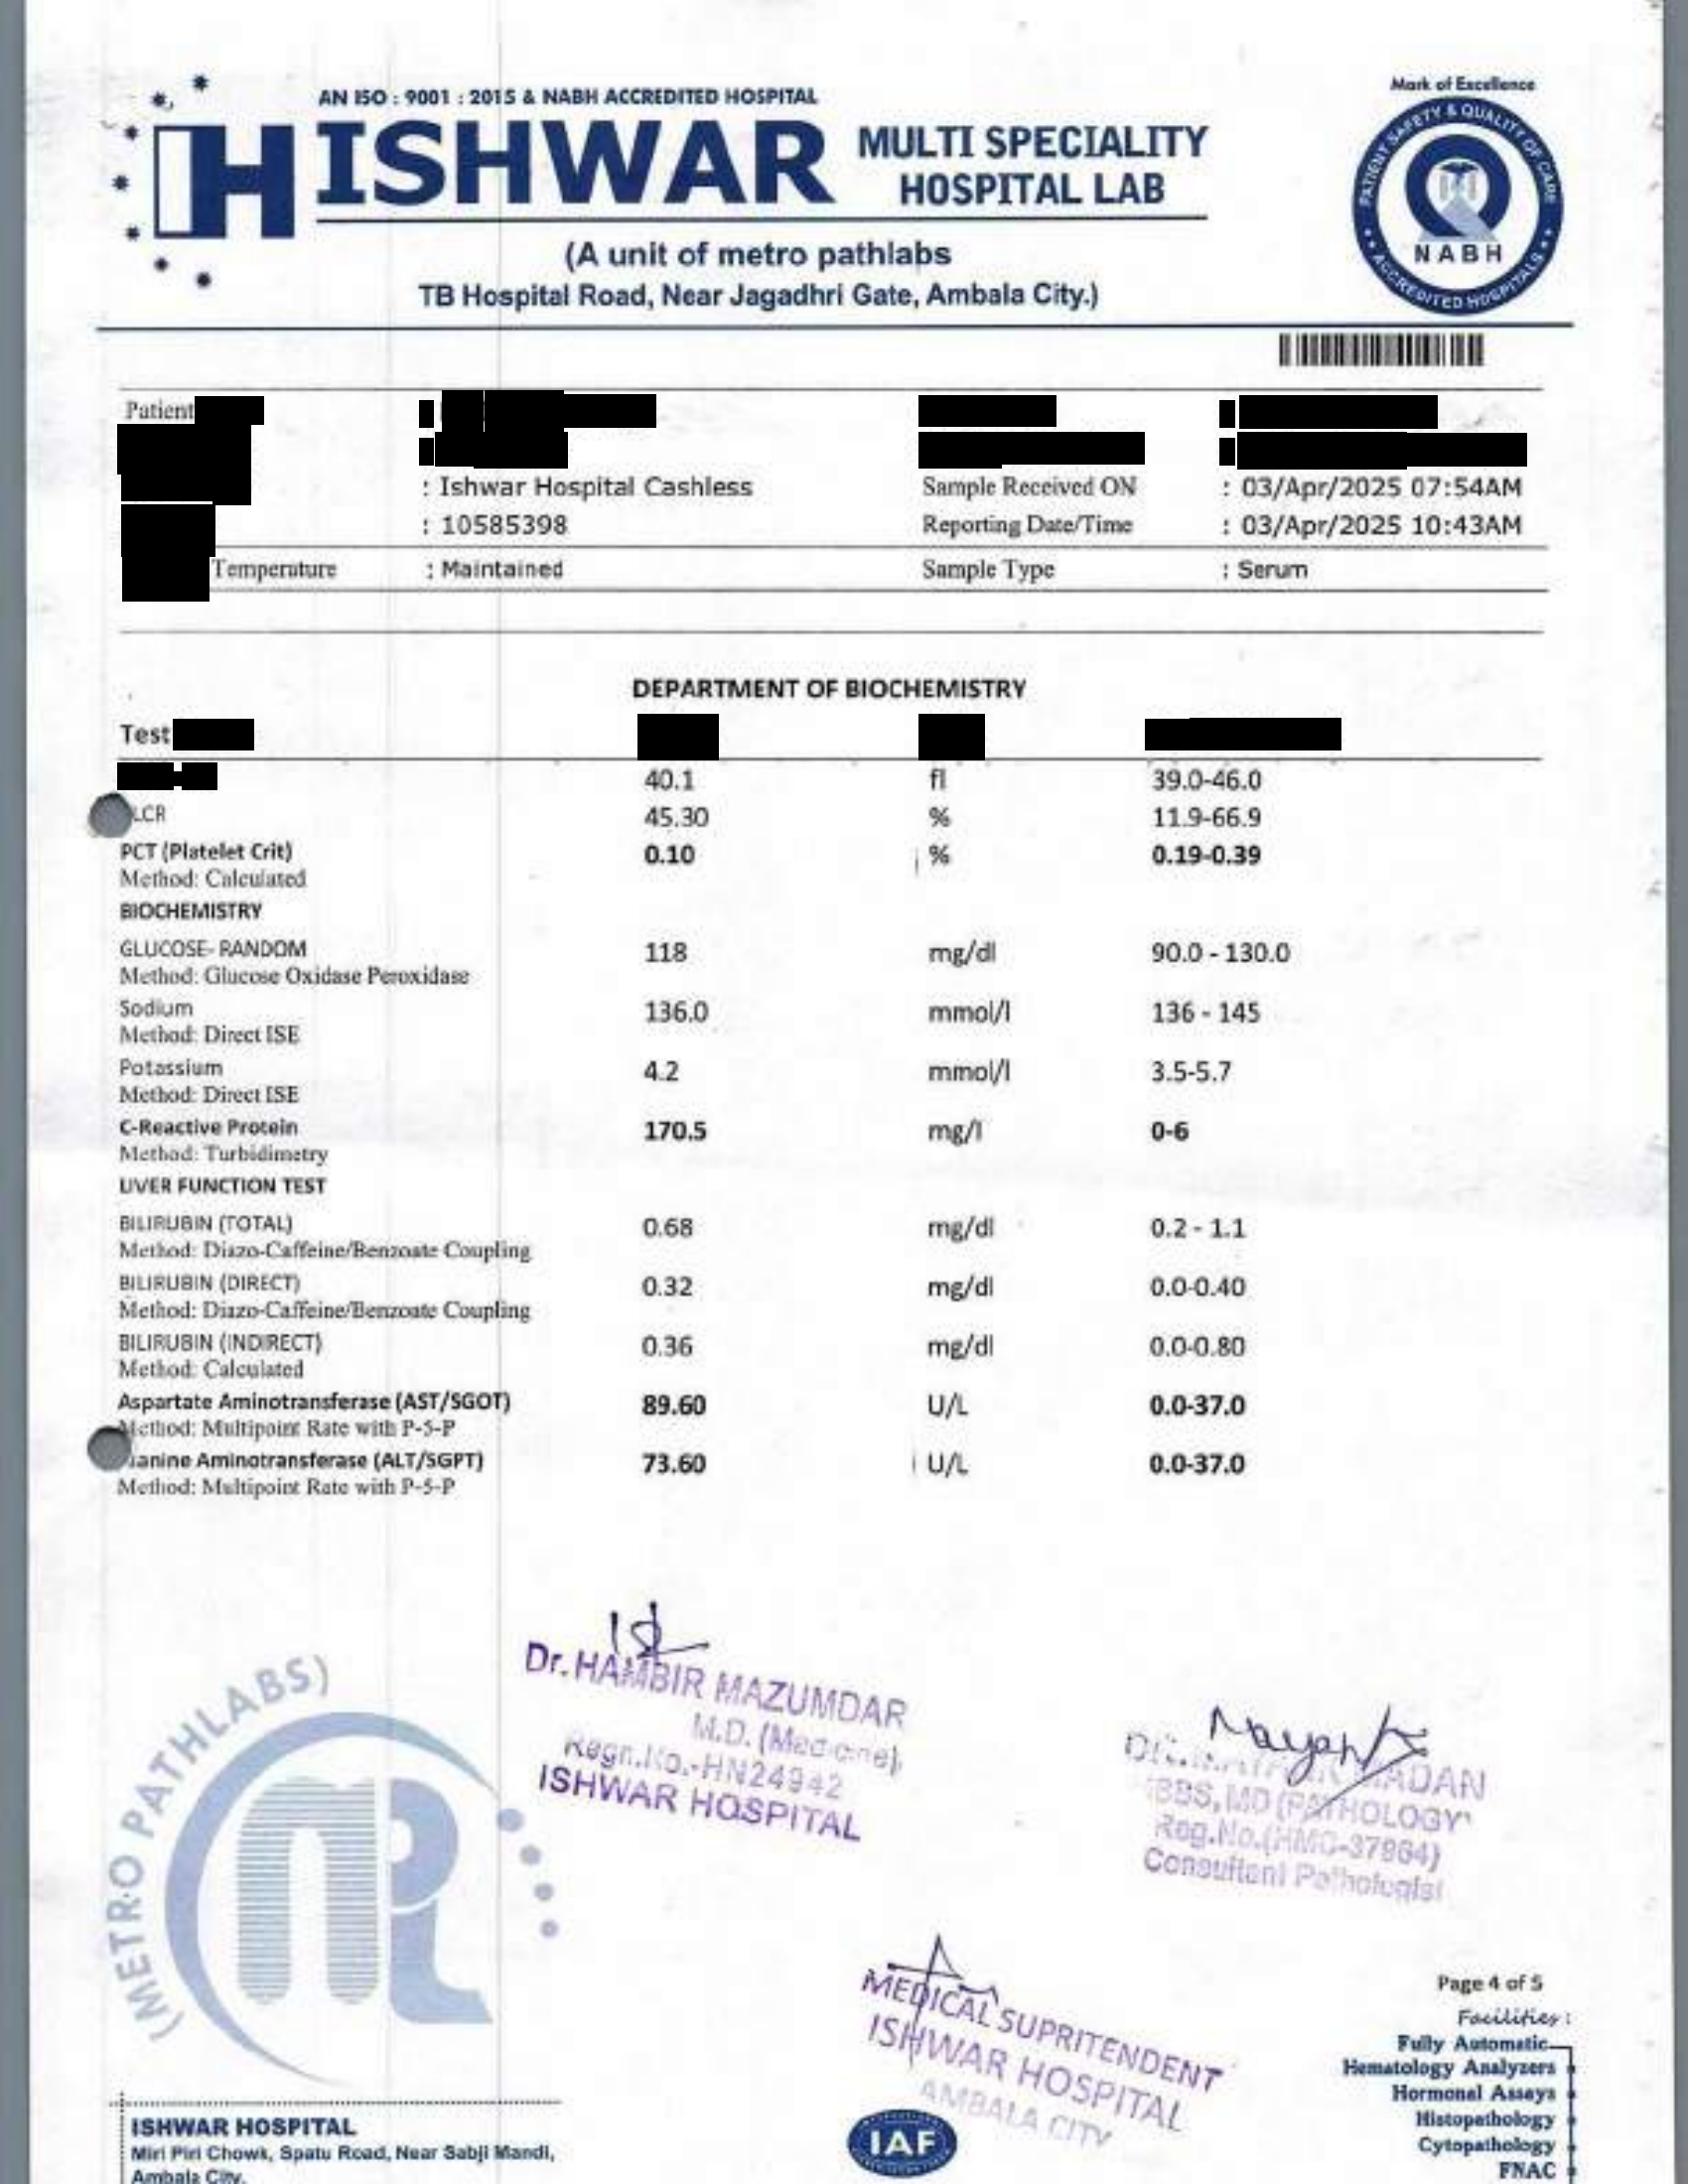 Mark of Excellence
AN ISO : 9001 : 2015 & NABH ACCREDITED HOSPITAL
H ISHWAR MULTI SPECIALITY
HOSPITAL LAB
PATIENT SAFETY & QUALITY OF CARE
NABH
ACCREDITED HOSPITALS
(A unit of metro pathlabs
TB Hospital Road, Near Jagadhri Gate, Ambala City.)
Patient
: Ishwar Hospital Cashless Sample Received ON : 03/Apr/2025 07:54AM
: 10585398 Reporting Date/Time : 03/Apr/2025 10:43AM
Temperature : Maintained Sample Type : Serum
DEPARTMENT OF BIOCHEMISTRY
Test
40.1 fl 39.0-46.0
LCR 45.30 % 11.9-66.9
PCT (Platelet Crit) 0.10 % 0.19-0.39
Method: Calculated
BIOCHEMISTRY
GLUCOSE- RANDOM 118 mg/dl 90.0 - 130.0
Method: Glucose Oxidase Peroxidase
Sodium 136.0 mmol/l 136 - 145
Method: Direct ISE
Potassium 4.2 mmol/l 3.5-5.7
Method: Direct ISE
C-Reactive Protein 170.5 mg/l 0-6
Method: Turbidimetry
LIVER FUNCTION TEST
BILIRUBIN (TOTAL) 0.68 mg/dl 0.2 - 1.1
Method: Diazo-Caffeine/Benzoate Coupling
BILIRUBIN (DIRECT) 0.32 mg/dl 0.0-0.40
Method: Diazo-Caffeine/Benzoate Coupling
BILIRUBIN (INDIRECT) 0.36 mg/dl 0.0-0.80
Method: Calculated
Aspartate Aminotransferase (AST/SGOT) 89.60 U/L 0.0-37.0
Method: Multipoint Rate with P-5-P
anine Aminotransferase (ALT/SGPT) 73.60 U/L 0.0-37.0
Method: Multipoint Rate with P-5-P
Dr. HAMBIR MAZUMDAR
M.D. (Medicine)
Regn.No.-HN24942
ISHWAR HOSPITAL
Mayank
MADAN
BBS, MD (PATHOLOGY)
Reg.No.(HMC-37964)
Consultant Pathologist
(METRO PATHLABS)
MEDICAL SUPRITENDENT
ISHWAR HOSPITAL
AMBALA CITY
Page 4 of 5
Facilities :
Fully Automatic
Hematology Analyzers
Hormonal Assays
Histopathology
Cytopathology
FNAC
IAF
ISHWAR HOSPITAL
Miri Piri Chowk, Spatu Road, Near Sabji Mandi,
Ambala City.